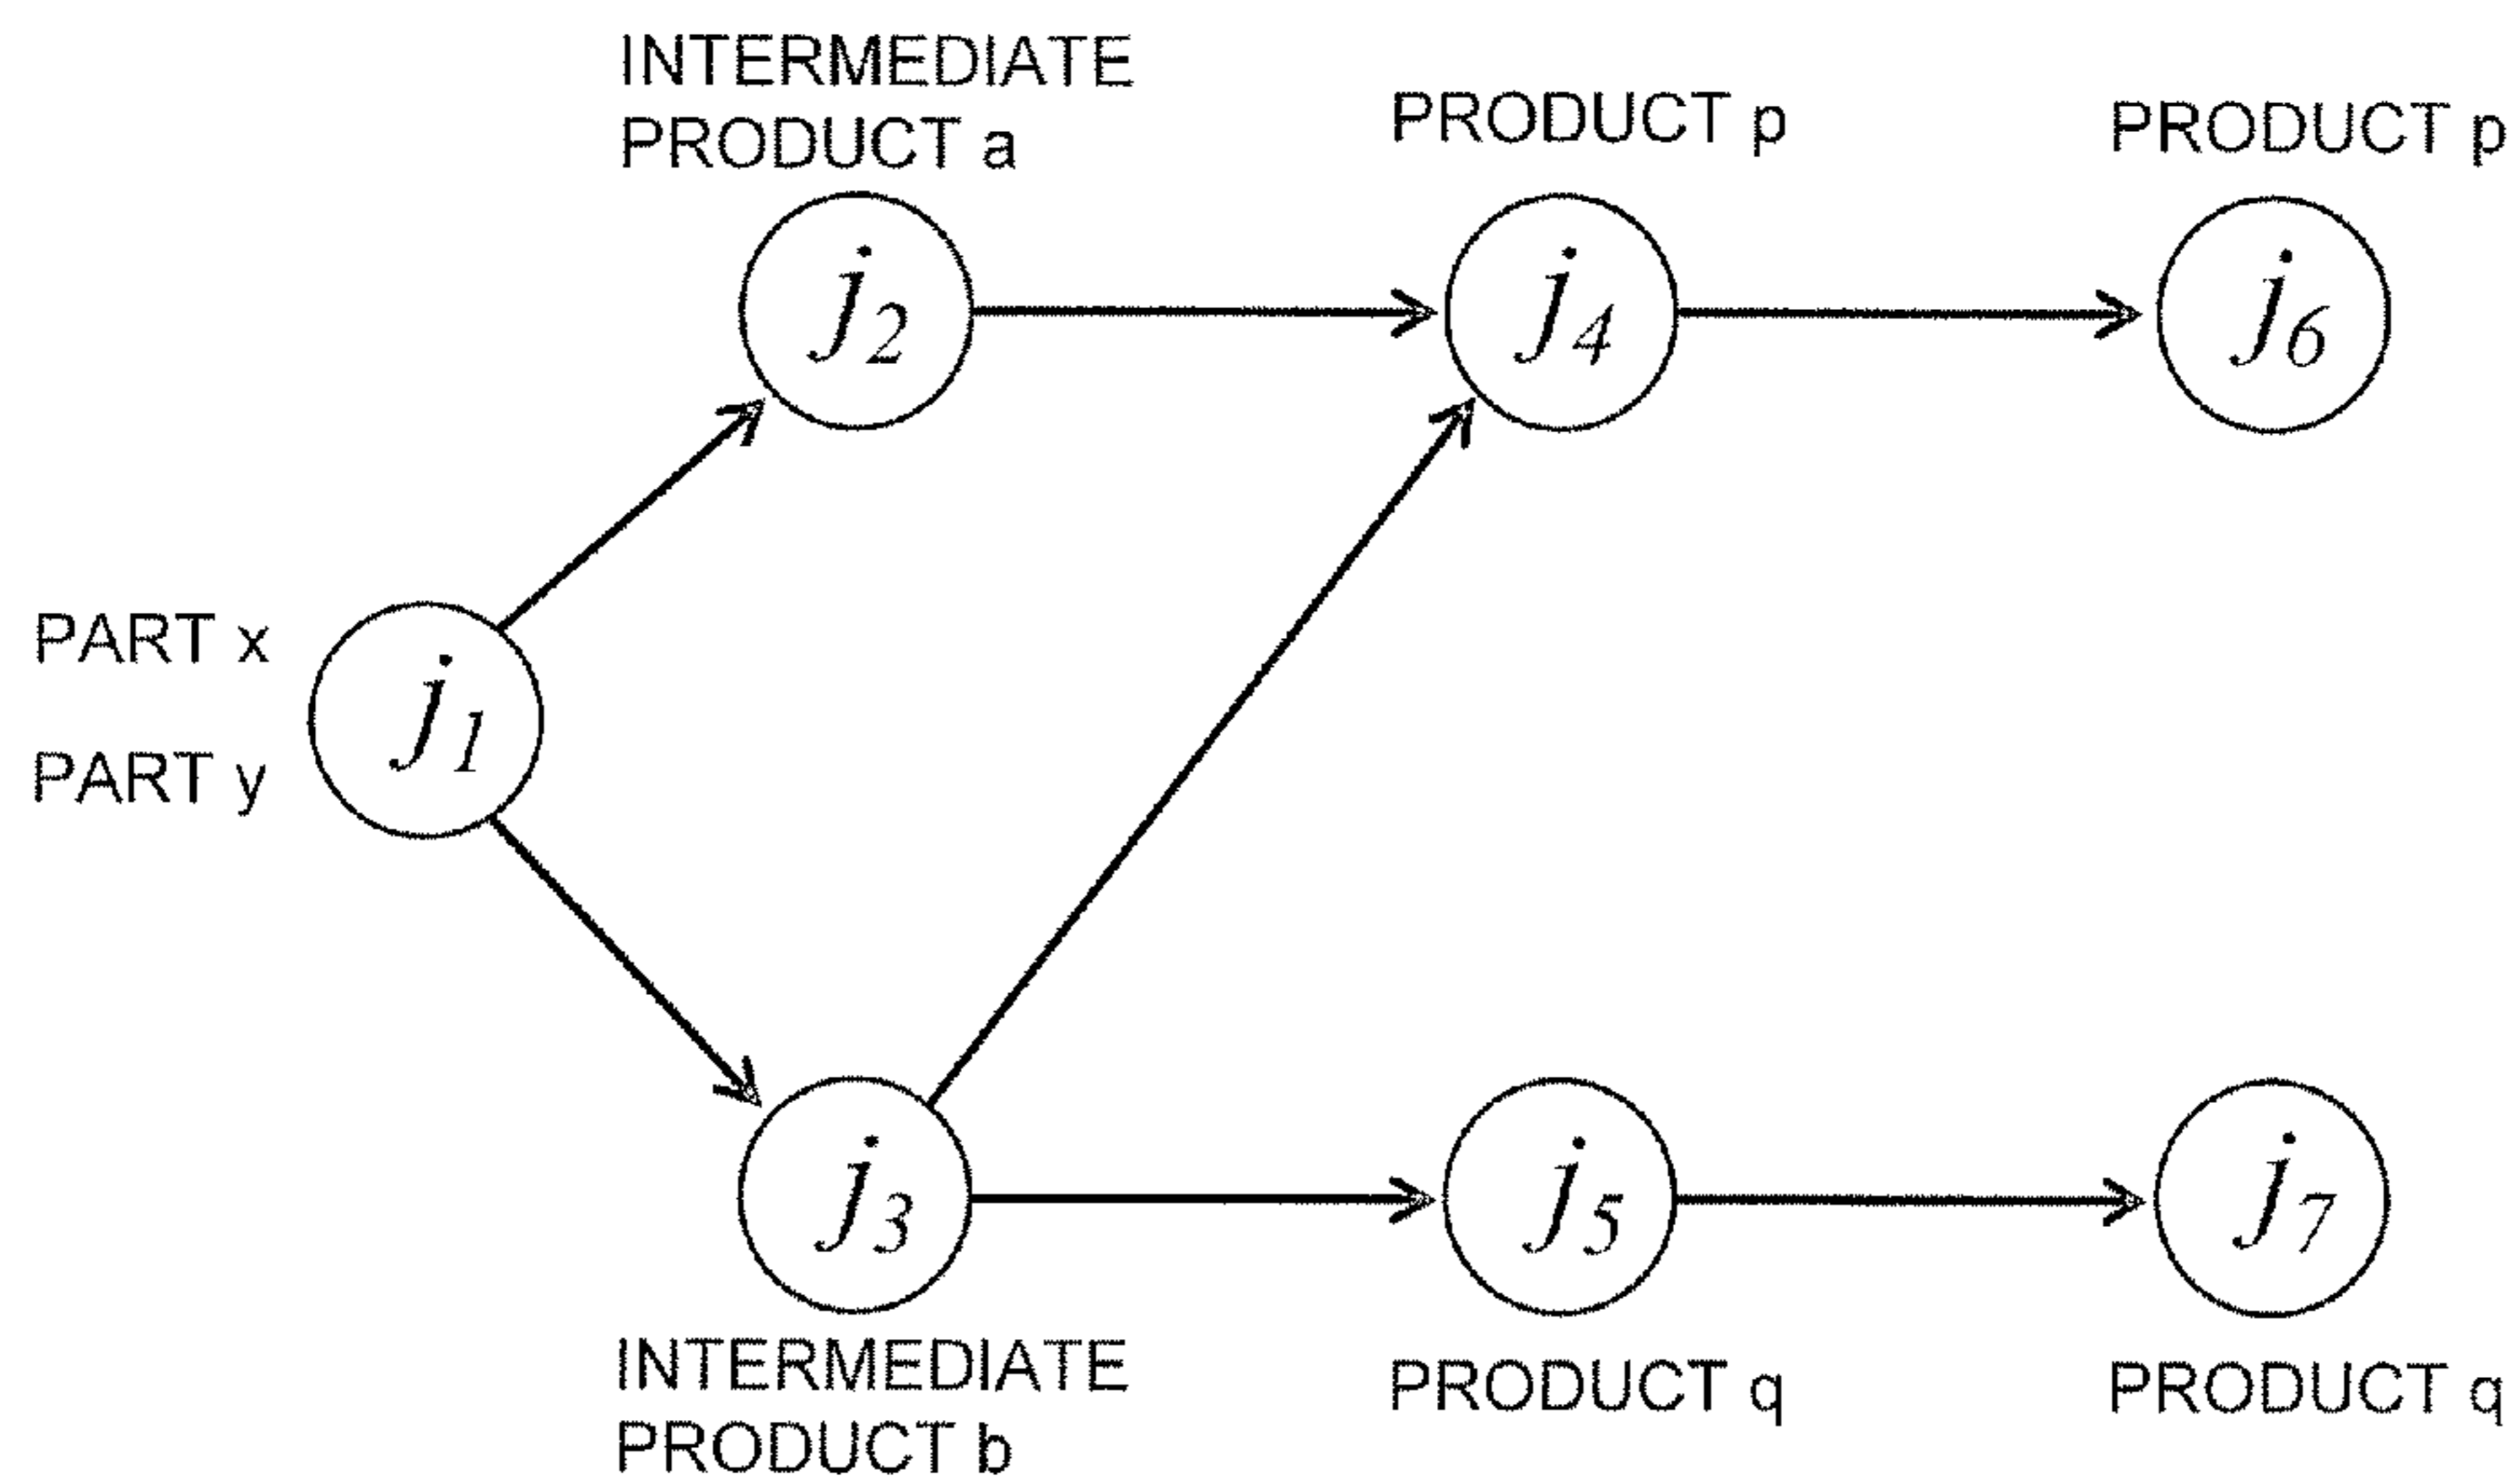 INTERMEDIATE
PRODUCT a
PRODUCT p
PRODUCT p
j2
j4
j6
PART x
PART y
j1
j3
j5
j7
INTERMEDIATE
PRODUCT b
PRODUCT q
PRODUCT q